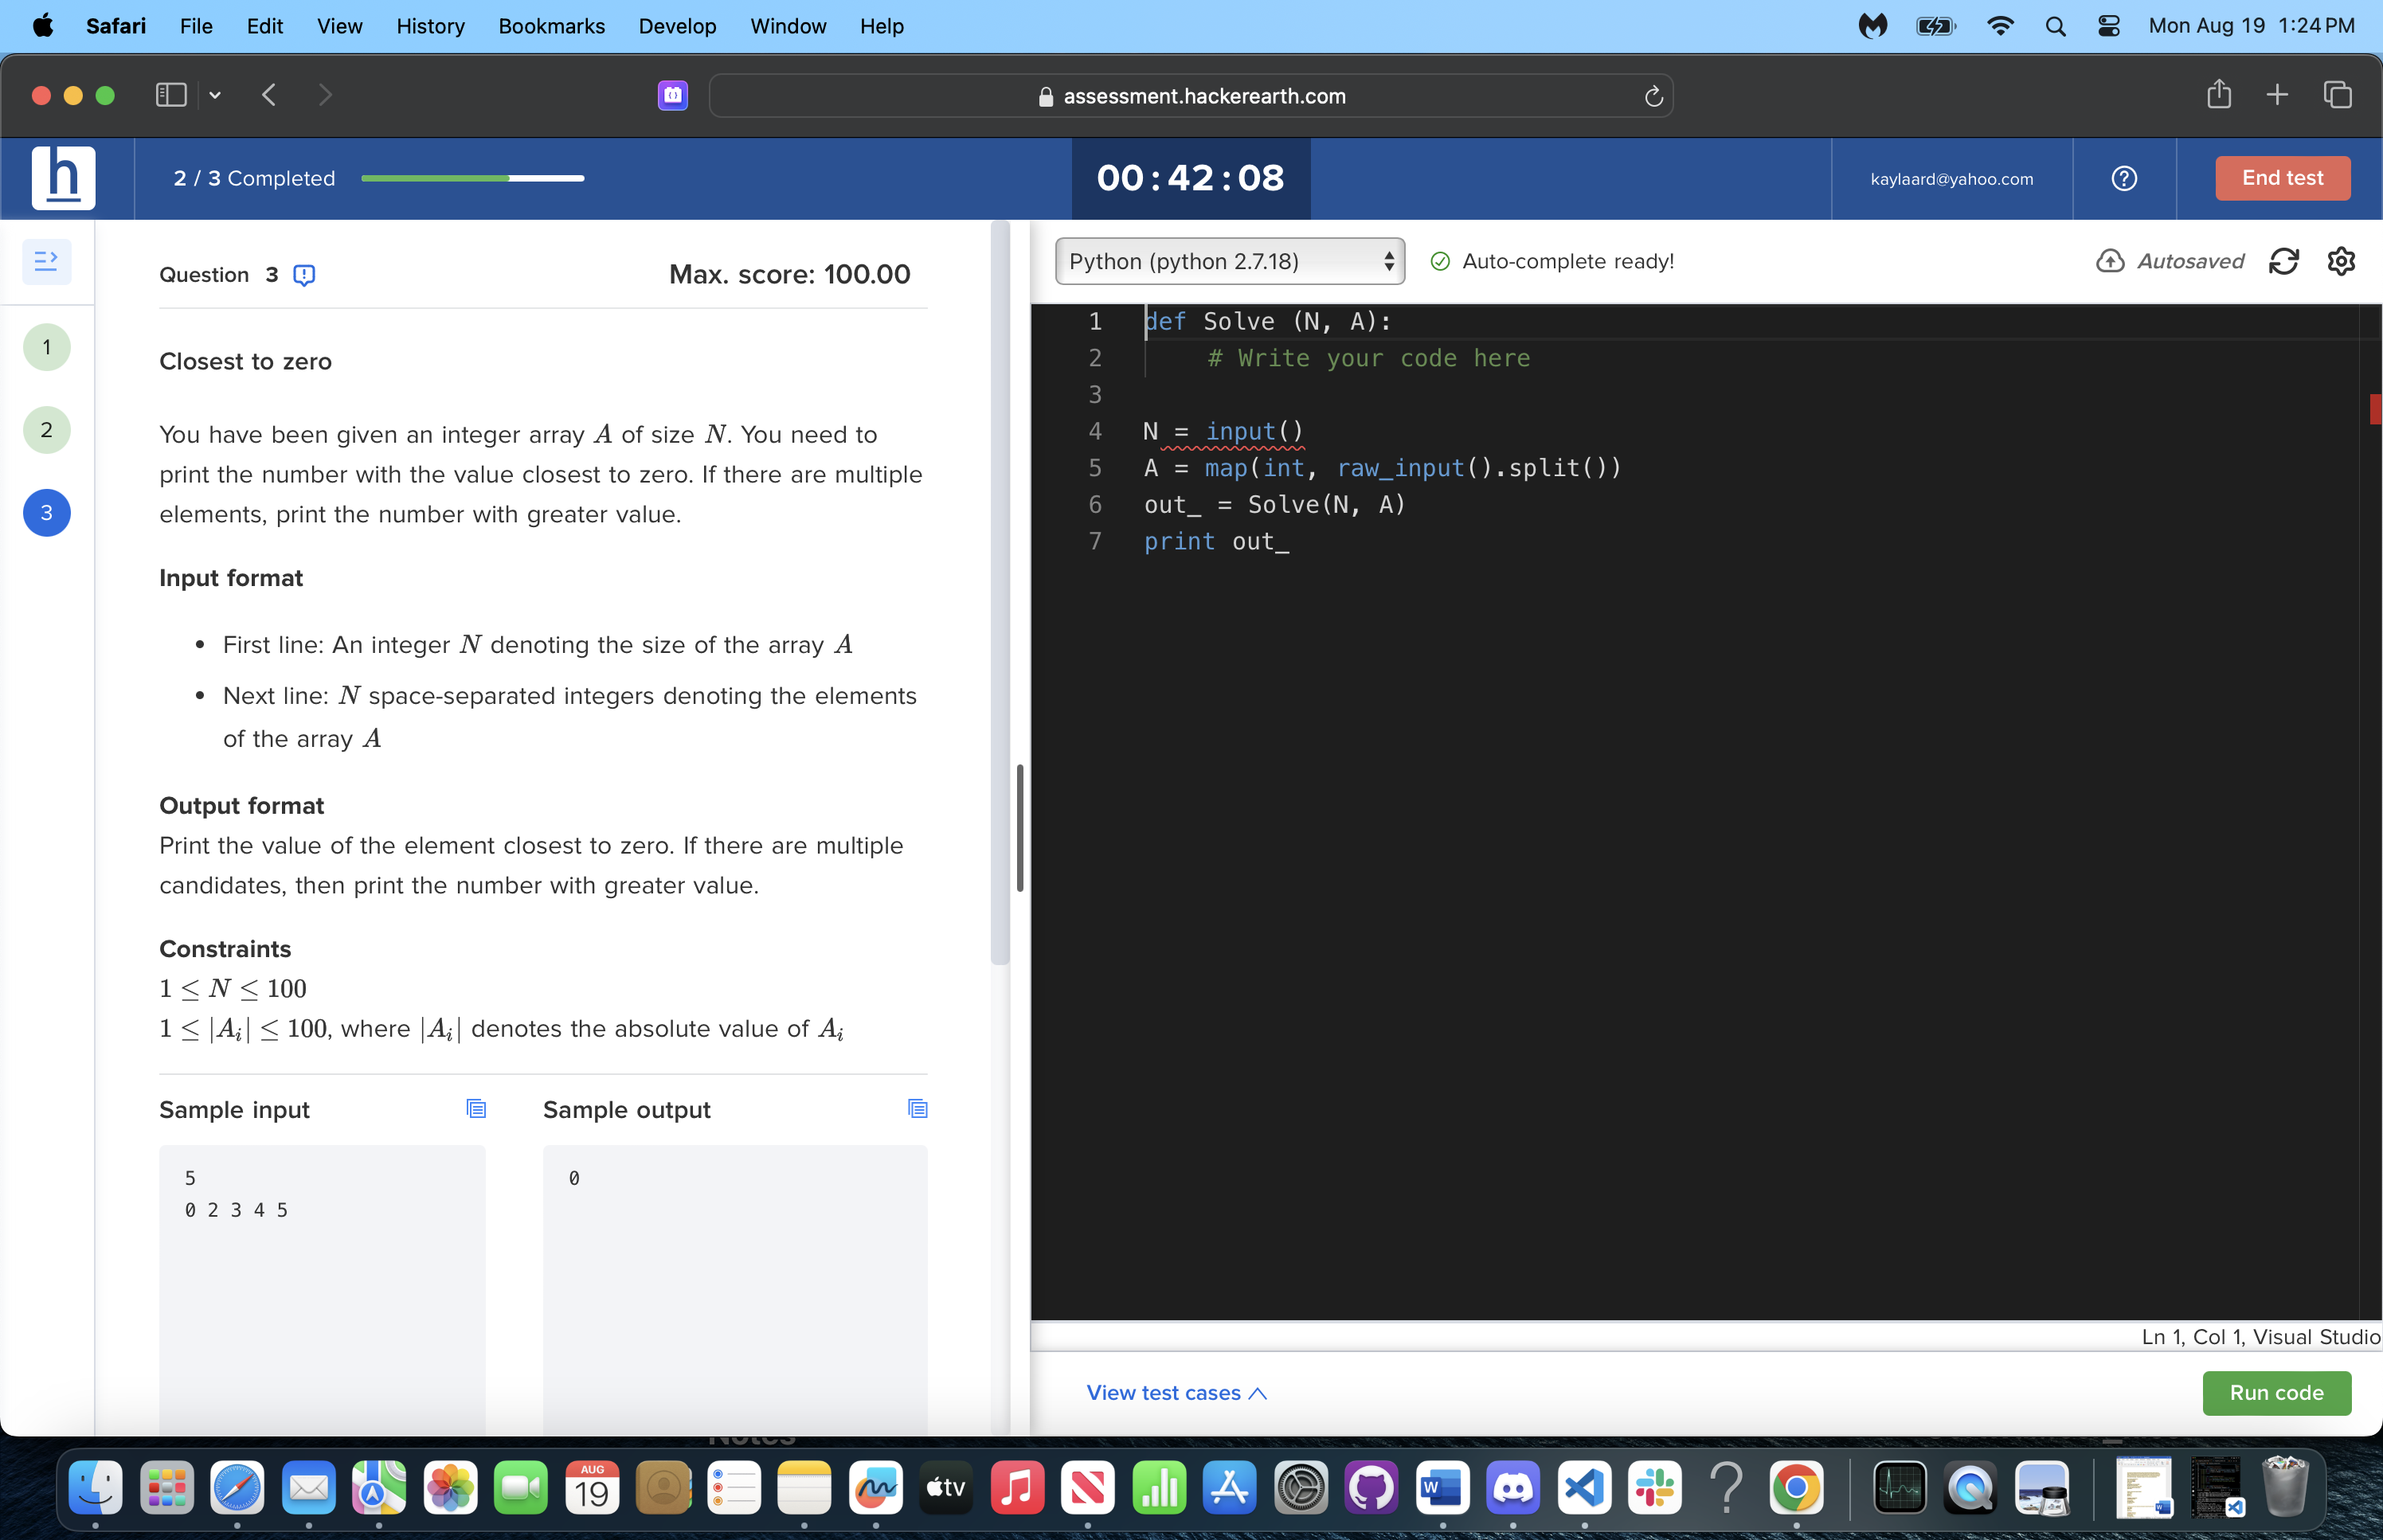 Safari File Edit View History Bookmarks Develop Window Help Mon Aug 19 1:24 PM
assessment.hackerearth.com
h 2 / 3 Completed 00 : 42 : 08 kaylaard@yahoo.com End test
Question 3 Max. score: 100.00
1
2
3
Closest to zero
You have been given an integer array A of size N. You need to
print the number with the value closest to zero. If there are multiple
elements, print the number with greater value.
Input format
• First line: An integer N denoting the size of the array A
• Next line: N space-separated integers denoting the elements
of the array A
Output format
Print the value of the element closest to zero. If there are multiple
candidates, then print the number with greater value.
Constraints
1 ≤ N ≤ 100
1 ≤ |A_i| ≤ 100, where |A_i| denotes the absolute value of A_i
Sample input
5
0 2 3 4 5
Sample output
0
Python (python 2.7.18) Auto-complete ready! Autosaved
1 def Solve (N, A):
2 # Write your code here
3
4 N = input()
5 A = map(int, raw_input().split())
6 out_ = Solve(N, A)
7 print out_
Ln 1, Col 1, Visual Studio
View test cases
Run code
AUG
19
tv
W